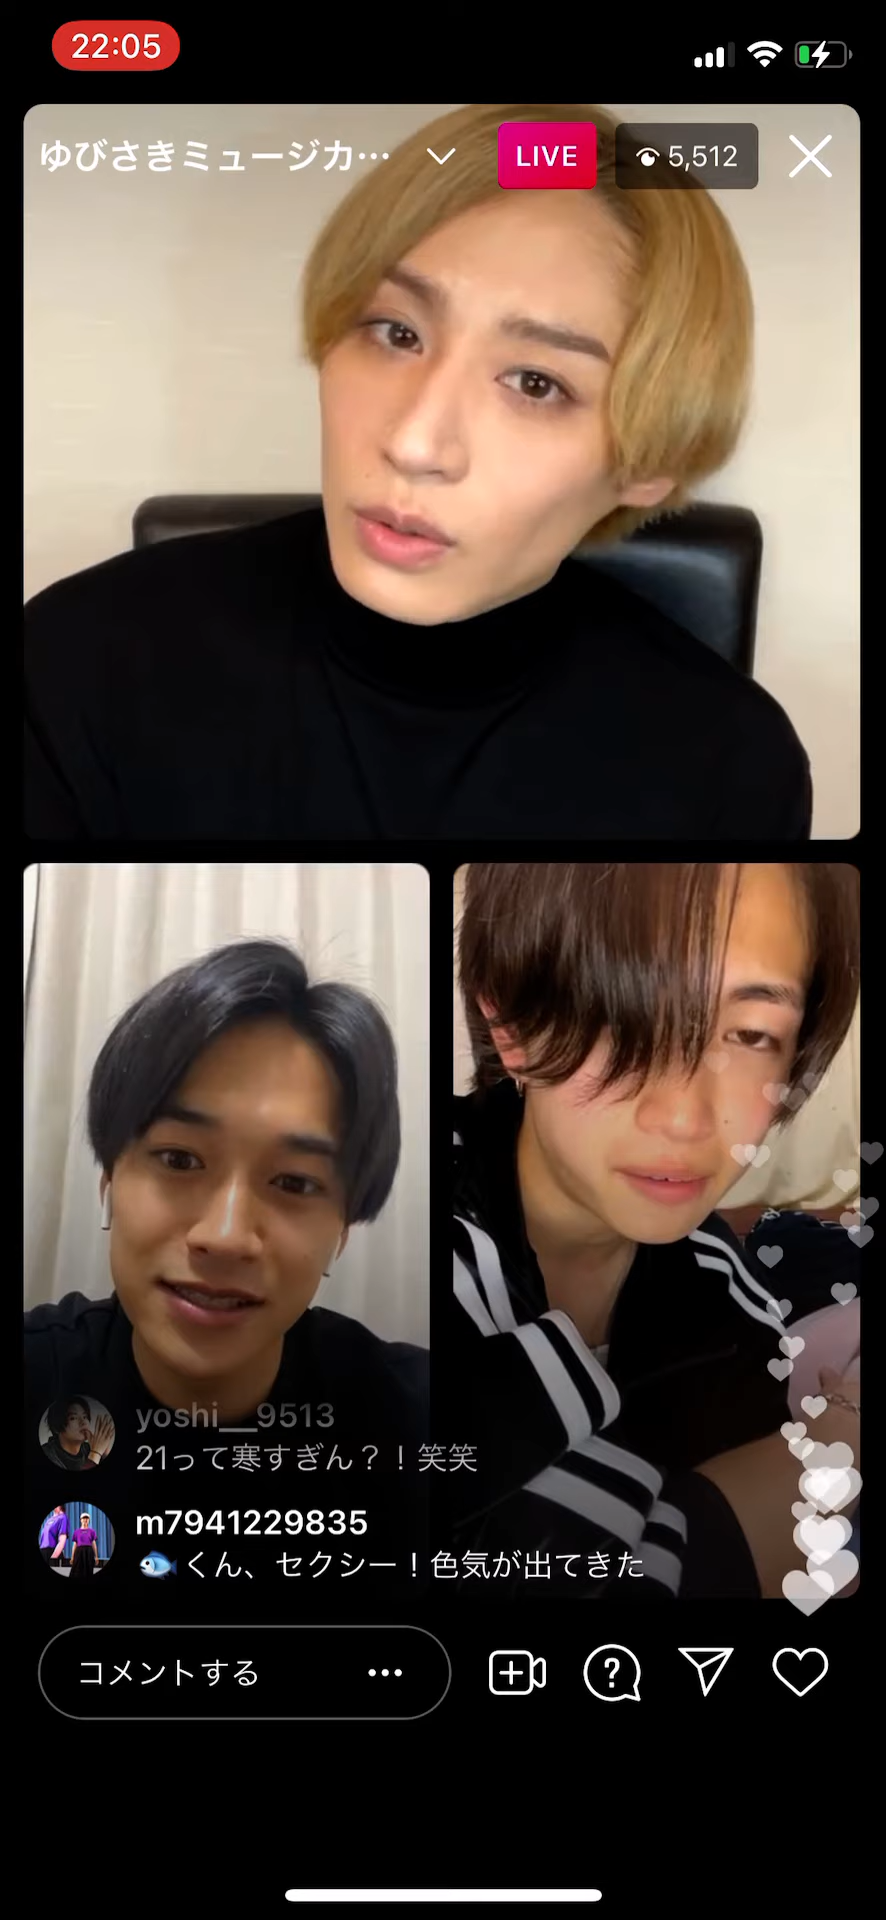 22:05
ゆびさきミュージカ… LIVE 5,512
yoshi__9513
21って寒すぎん？！笑笑
m7941229835
🐟くん、セクシー！色気が出てきた
コメントする